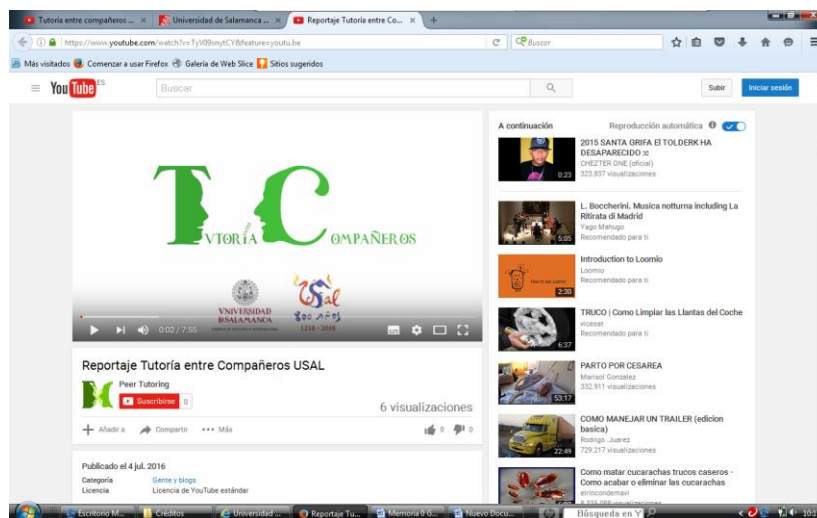 Tutoría entre compañeros ...
Universidad de Salamanca ...
Reportaje Tutoría entre Co...
https://www.youtube.com/watch?v=TyV09snytCY&feature=youtu.be
Buscar
Más visitados
Comenzar a usar Firefox
Galería de Web Slice
Sitios sugeridos
YouTube ES
Buscar
Subir
Iniciar sesión
TUTORÍA ENTRE COMPAÑEROS
VNIVERSIDAD
DSALAMANCA
CAMPUS DE EXCELENCIA INTERNACIONAL
USal
800 AÑOS
1218 - 2018
0:02 / 7:55
Reportaje Tutoría entre Compañeros USAL
Peer Tutoring
Suscribirse 0
6 visualizaciones
Añadir a
Compartir
Más
0
0
Publicado el 4 jul. 2016
Categoría Gente y blogs
Licencia Licencia de YouTube estándar
A continuación
Reproducción automática
2015 SANTA GRIFA El TOLDERK HA
DESAPARECIDO :c
CHEZTER ONE (oficial)
323.837 visualizaciones
0:23
L. Boccherini. Musica notturna including La
Ritirata di Madrid
Yago Mahugo
Recomendado para ti
5:05
Introduction to Loomio
Loomio
Recomendado para ti
2:30
TRUCO | Como Limpiar las Llantas del Coche
viceset
Recomendado para ti
6:37
PARTO POR CESAREA
Marisol Gonzalez
332.911 visualizaciones
53:17
COMO MANEJAR UN TRAILER (edicion
basica)
Rodrigo .Juarez
729.217 visualizaciones
22:49
Como matar cucarachas trucos caseros -
Como acabar o eliminar las cucarachas
elrincondemavi
Escritorio M...
Créditos
Universidad ...
Reportaje Tu...
Memoria 0 G...
Nuevo Docu...
Búsqueda en Y